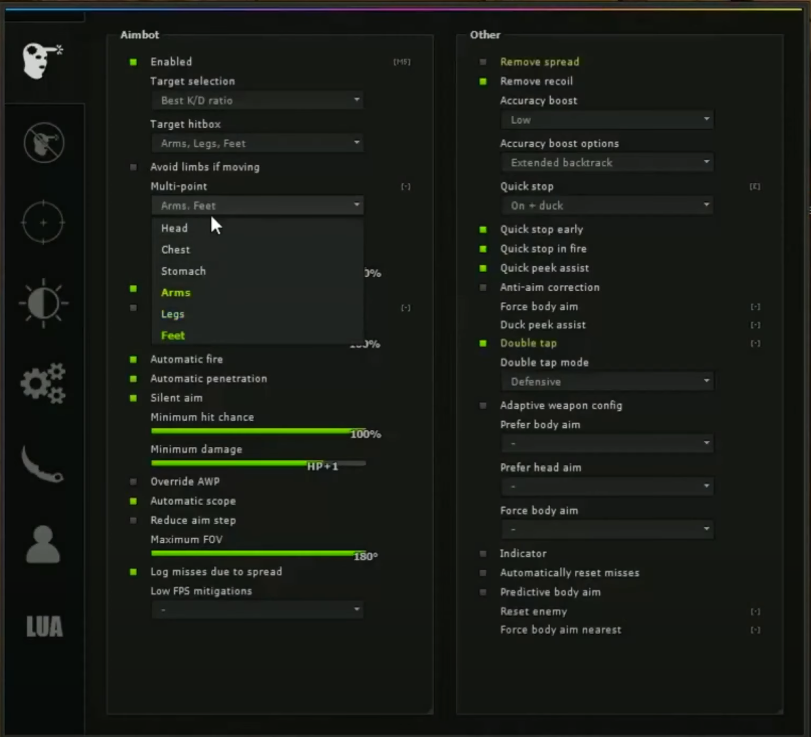 Aimbot
Enabled
Target selection
Best K/D ratio
Target hitbox
Arms, Legs, Feet
Avoid limbs if moving
Multi-point
[-]
Arms, Feet
Head
Chest
Stomach
Arms
[-]
Legs
Feet
Automatic fire
Automatic penetration
Silent aim
Minimum hit chance
100%
Minimum damage
HP+1
Override AWP
Automatic scope
Reduce aim step
Maximum FOV
180°
Log misses due to spread
Low FPS mitigations
-
Other
Remove spread
Remove recoil
Accuracy boost
Low
Accuracy boost options
Extended backtrack
Quick stop
[E]
On + duck
Quick stop early
Quick stop in fire
Quick peek assist
Anti-aim correction
Force body aim
[-]
Duck peek assist
[-]
Double tap
[-]
Double tap mode
Defensive
Adaptive weapon config
Prefer body aim
-
Prefer head aim
-
Force body aim
-
Indicator
Automatically reset misses
Predictive body aim
Reset enemy
[-]
Force body aim nearest
[-]
LUA